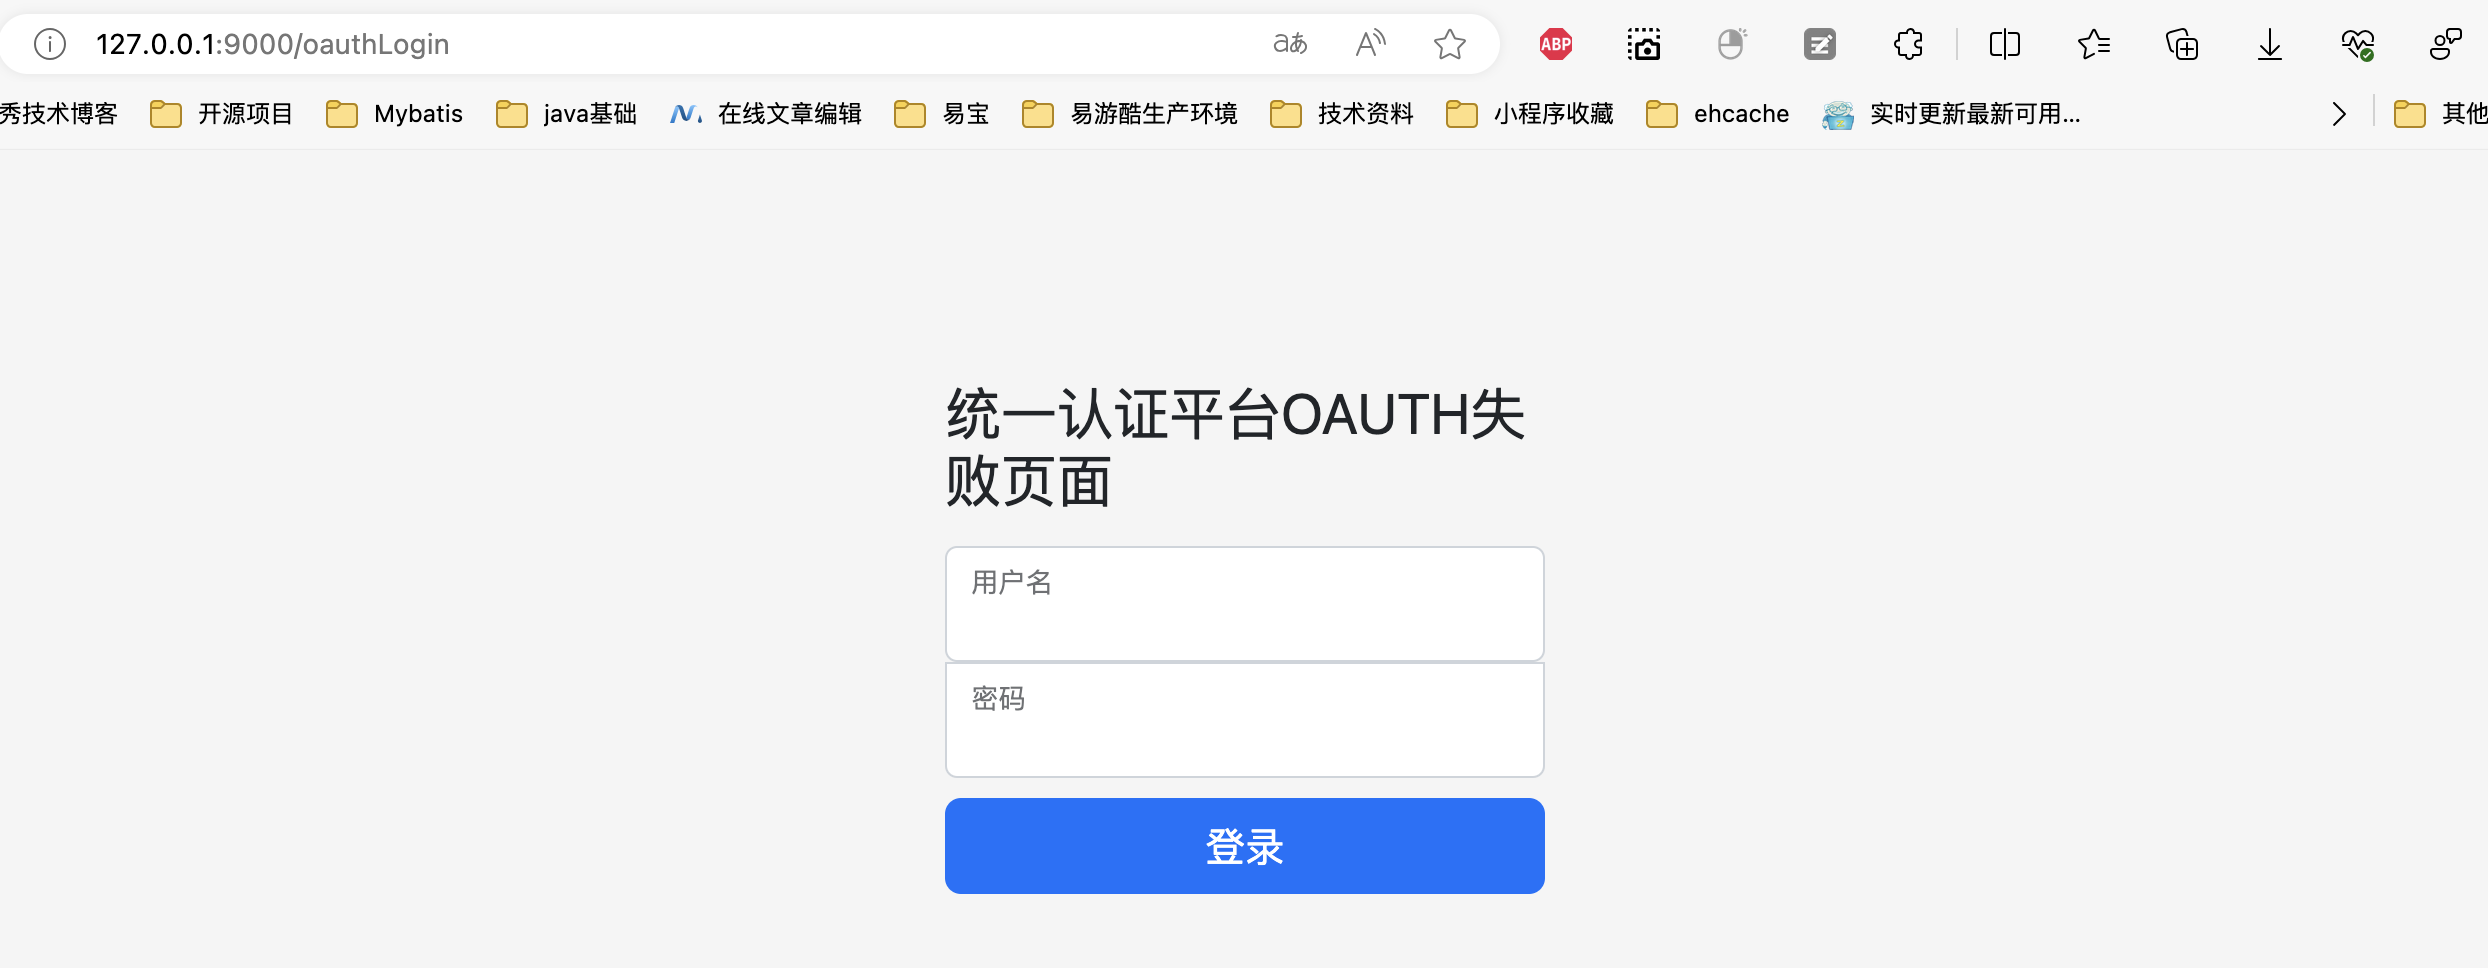 127.0.0.1:9000/oauthLogin aあ A ABP
秀技术博客 开源项目 Mybatis java基础 在线文章编辑 易宝 易游酷生产环境 技术资料 小程序收藏 ehcache 实时更新最新可用... 其他
统一认证平台OAUTH失
败页面
用户名
密码
登录